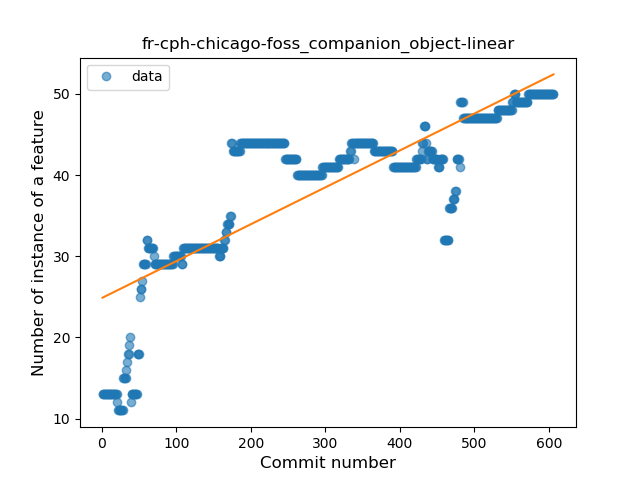 fr-cph-chicago-foss_companion_object-linear
data
Number of instance of a feature
50
40
30
20
10
0 100 200 300 400 500 600
Commit number